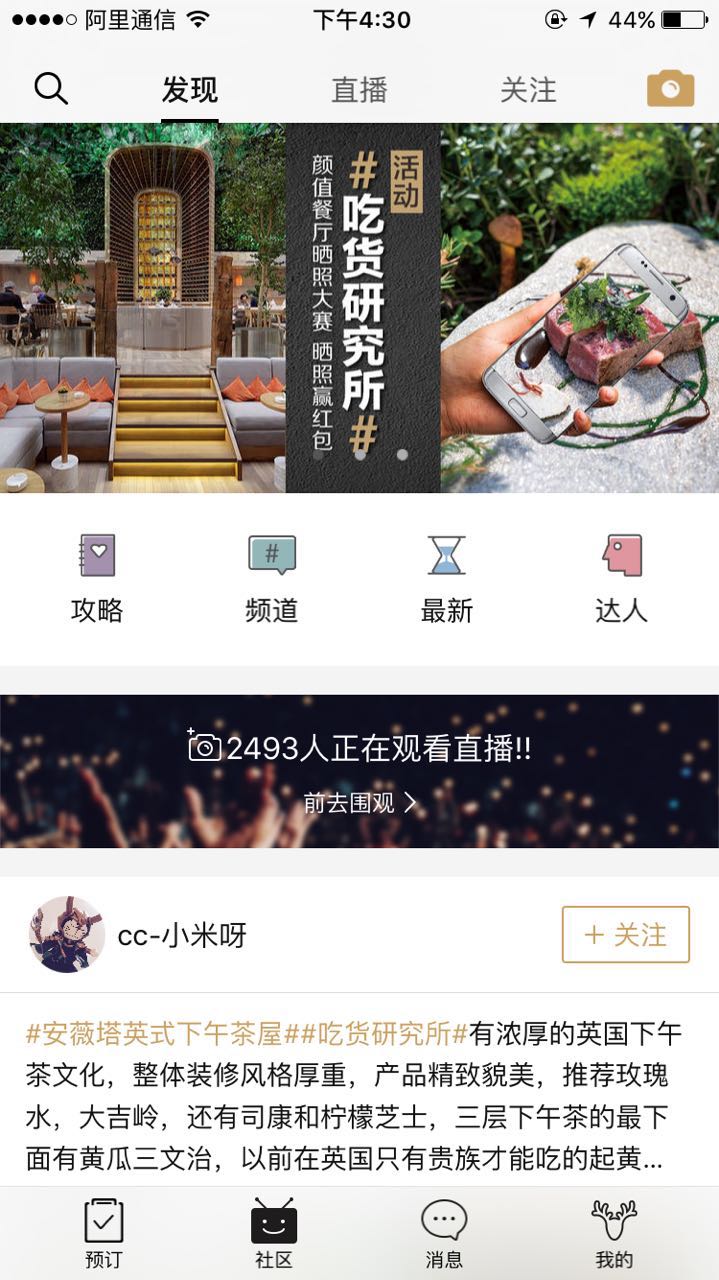 阿里通信
下午4:30
44%
发现
直播
关注
活动
#吃货研究所#
颜值餐厅晒照大赛 晒照赢红包
攻略
#
频道
最新
达人
2493人正在观看直播!!
前去围观 >
cc-小米呀
+ 关注
#安薇塔英式下午茶屋##吃货研究所#有浓厚的英国下午
茶文化，整体装修风格厚重，产品精致貌美，推荐玫瑰
水，大吉岭，还有司康和柠檬芝士，三层下午茶的最下
面有黄瓜三文治，以前在英国只有贵族才能吃的起黄...
预订
社区
消息
我的